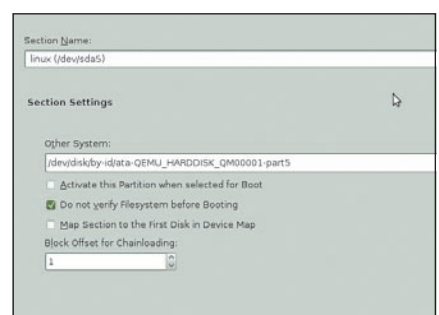 Section Name:
linux (/dev/sda5)
Section Settings
Other System:
/dev/disk/by-id/ata-QEMU_HARDDISK_QM00001-part5
Activate this Partition when selected for Boot
Do not verify Filesystem before Booting
Map Section to the First Disk in Device Map
Block Offset for Chainloading:
1